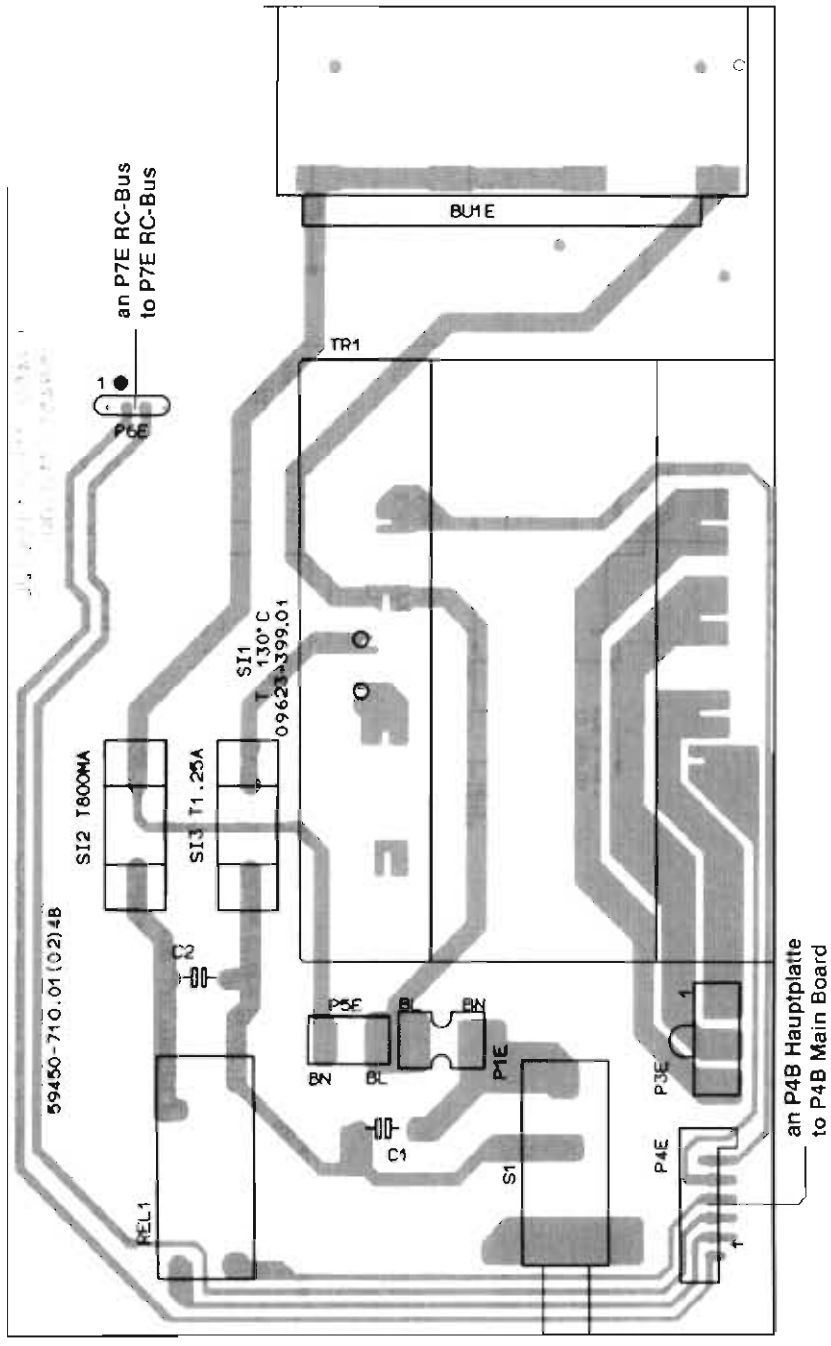 an P7E RC-Bus
to P7E RC-Bus
BU1E
TR1
1
P6E
SI1
130°C
T
09623-399.01
SI2 T800MA
SI3 T1.25A
59450-710.01(02)4B
C2
P5E
BL
BN
BN
BL
P1E
C1
S1
REL1
P3E
1
P4E
1
an P4B Hauptplatte
to P4B Main Board